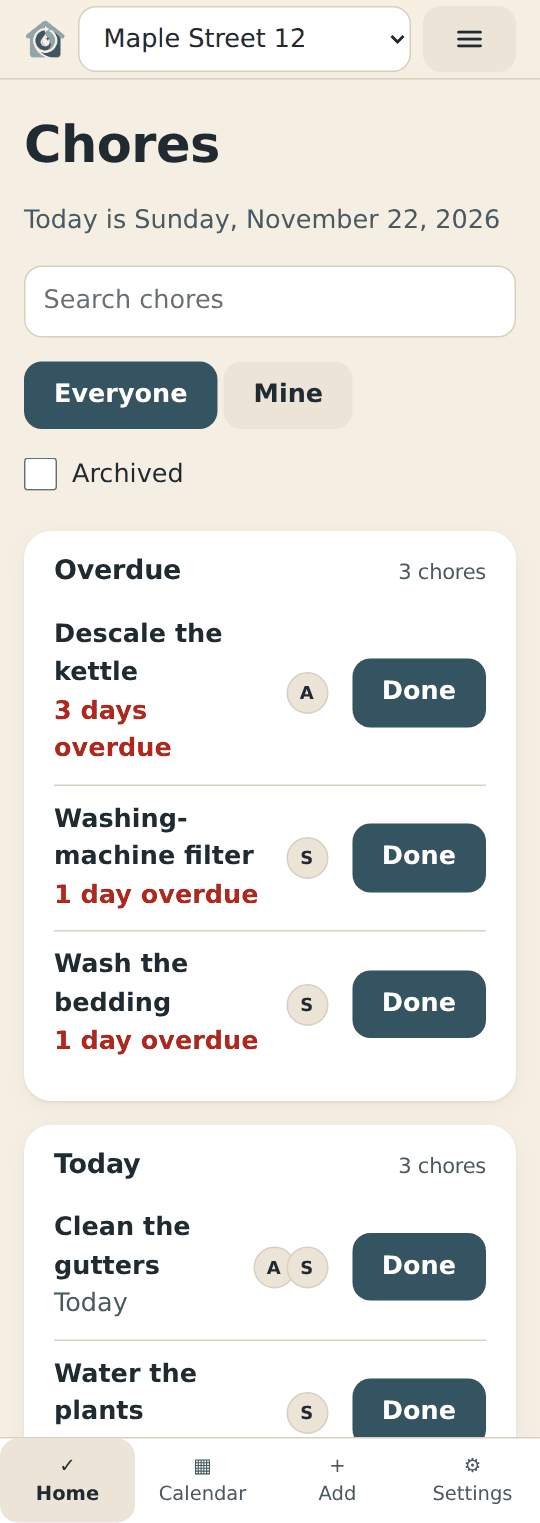 Maple Street 12
Chores
Today is Sunday, November 22, 2026
Search chores
Everyone
Mine
Archived
Overdue
3 chores
Descale the
kettle
3 days
overdue
A
Done
Washing-
machine filter
1 day overdue
S
Done
Wash the
bedding
1 day overdue
S
Done
Today
3 chores
Clean the
gutters
Today
A
S
Done
Water the
plants
S
Done
Home
Calendar
Add
Settings